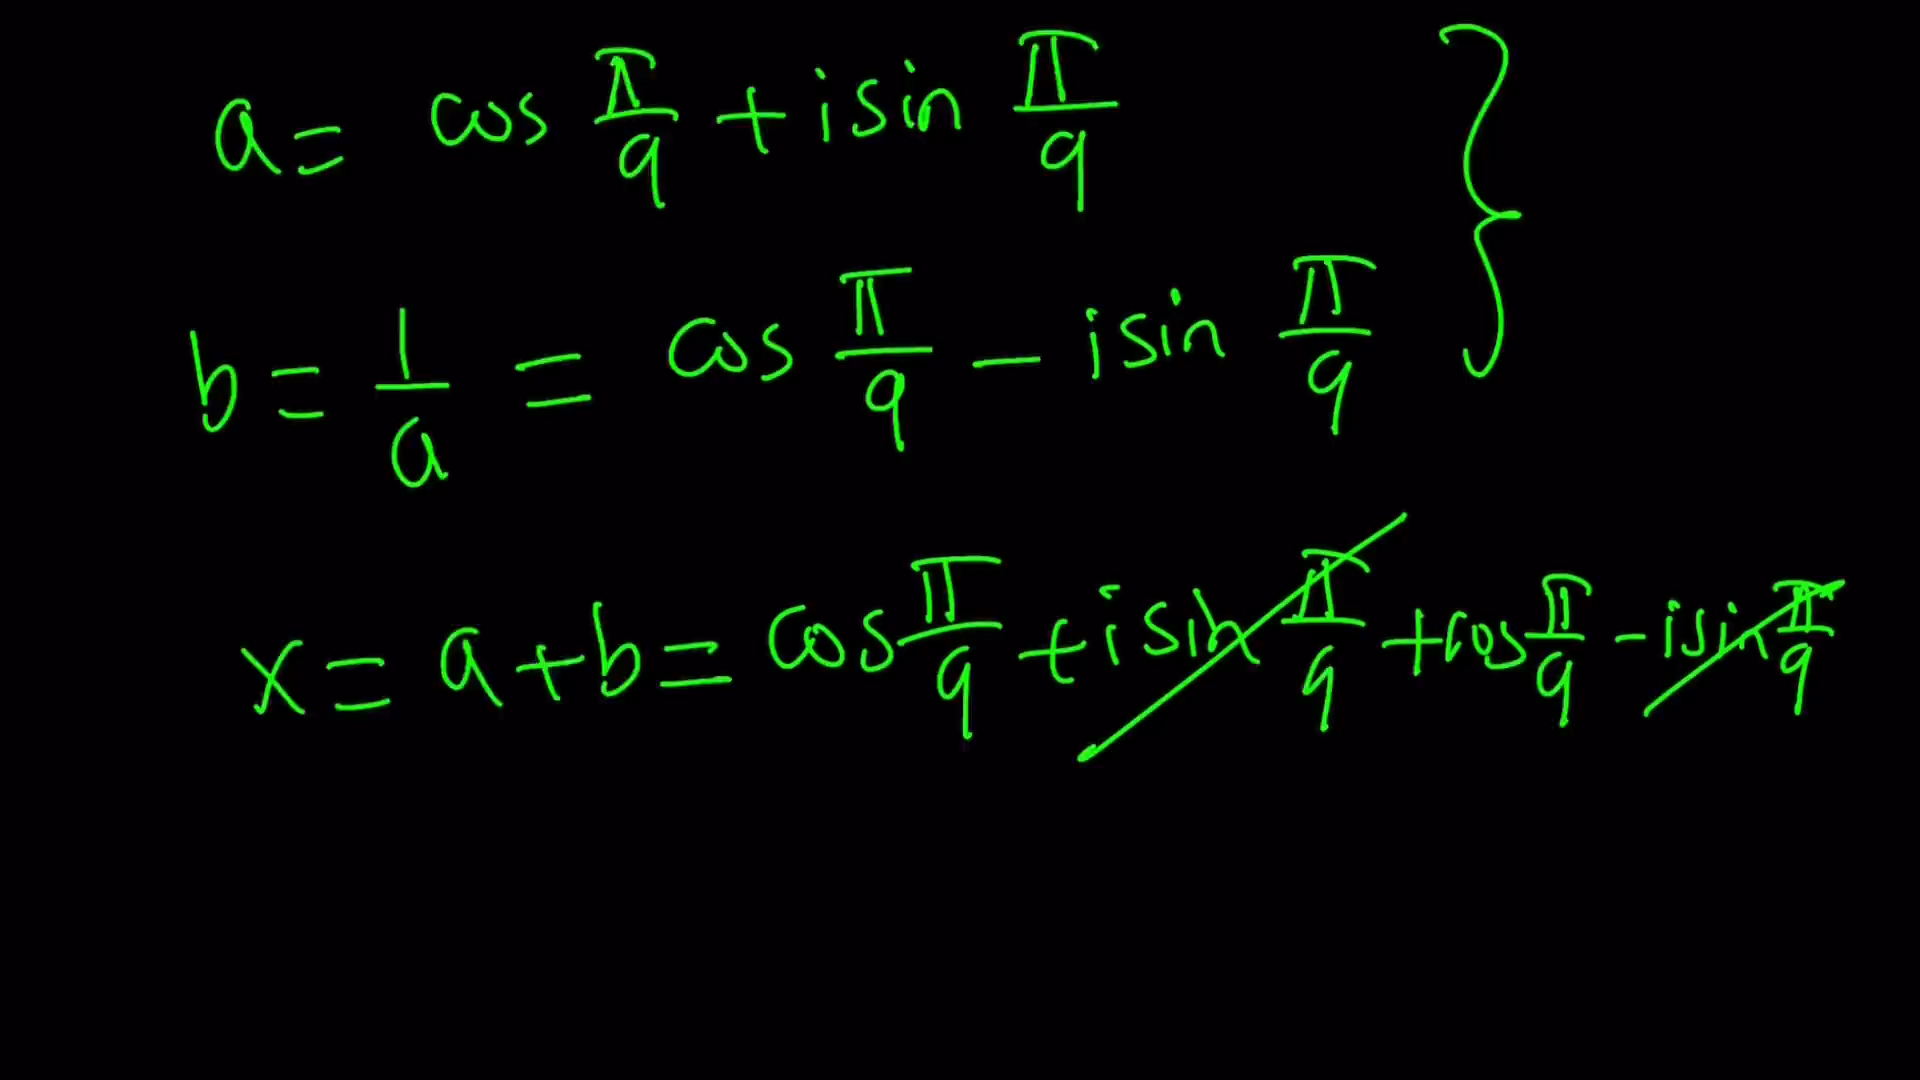 a = cos π/9 + i sin π/9 }
b = 1/a = cos π/9 − i sin π/9
x = a + b = cos π/9 + i sin π/9 + cos π/9 − i sin π/9